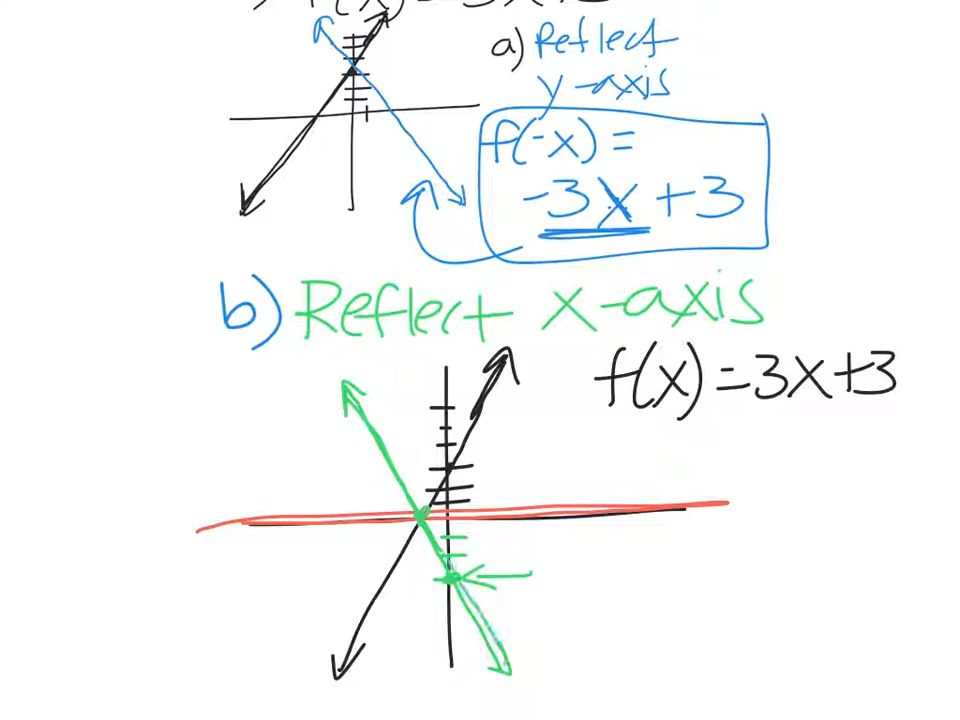 a) Reflect
y-axis
f(-x) =
-3x + 3
b) Reflect x-axis
f(x) = 3x+3